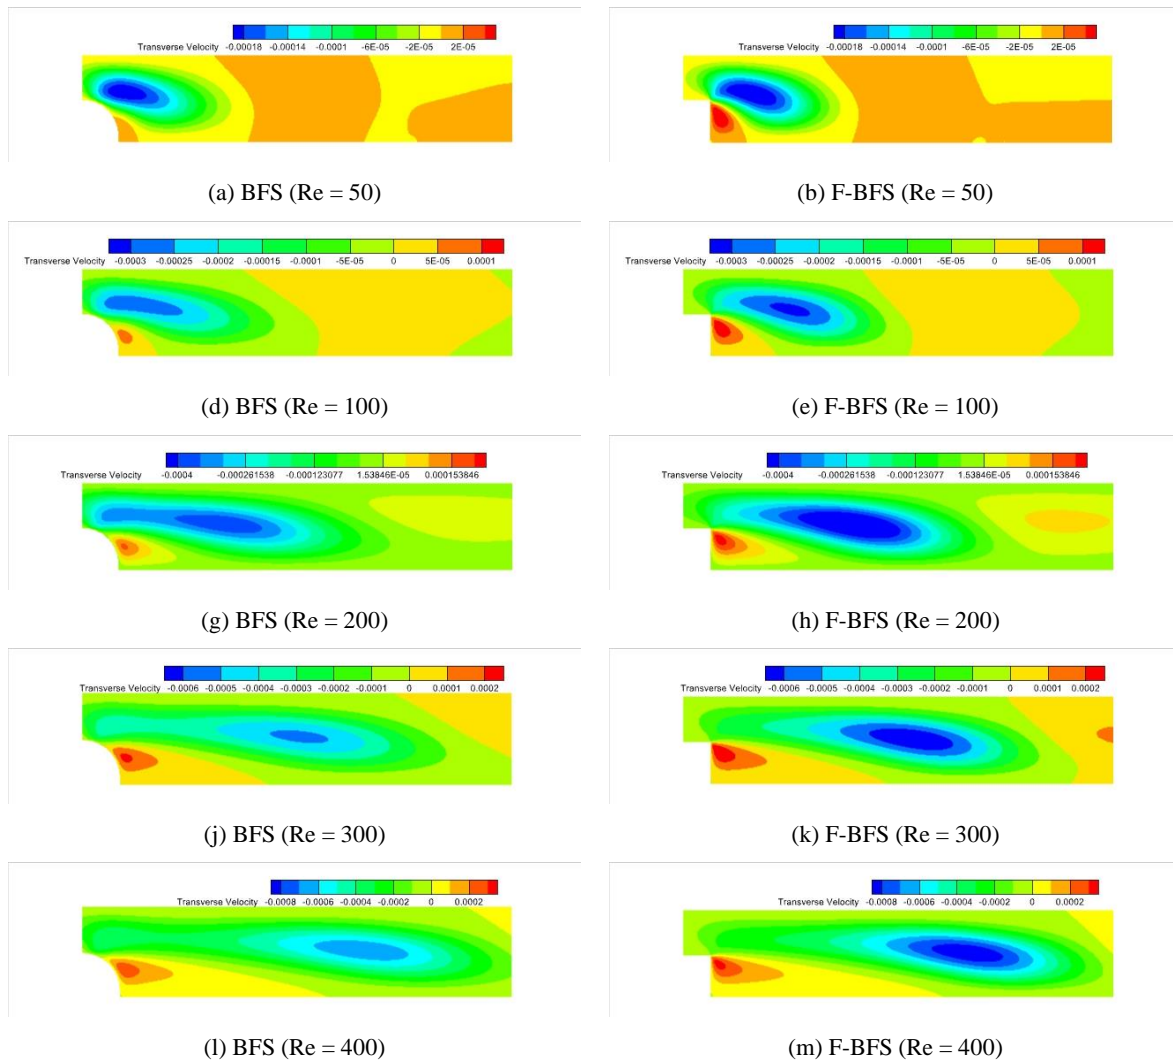 Transverse Velocity -0.00018 -0.00014 -0.0001 -6E-05 -2E-05 2E-05
Transverse Velocity -0.00018 -0.00014 -0.0001 -6E-05 -2E-05 2E-05
(a) BFS (Re = 50)
(b) F-BFS (Re = 50)
Transverse Velocity -0.0003 -0.00025 -0.0002 -0.00015 -0.0001 -5E-05 0 5E-05 0.0001
Transverse Velocity -0.0003 -0.00025 -0.0002 -0.00015 -0.0001 -5E-05 0 5E-05 0.0001
(d) BFS (Re = 100)
(e) F-BFS (Re = 100)
Transverse Velocity -0.0004 -0.000261538 -0.000123077 1.53846E-05 0.000153846
Transverse Velocity -0.0004 -0.000261538 -0.000123077 1.53846E-05 0.000153846
(g) BFS (Re = 200)
(h) F-BFS (Re = 200)
Transverse Velocity -0.0006 -0.0005 -0.0004 -0.0003 -0.0002 -0.0001 0 0.0001 0.0002
Transverse Velocity -0.0006 -0.0005 -0.0004 -0.0003 -0.0002 -0.0001 0 0.0001 0.0002
(j) BFS (Re = 300)
(k) F-BFS (Re = 300)
Transverse Velocity -0.0008 -0.0006 -0.0004 -0.0002 0 0.0002
Transverse Velocity -0.0008 -0.0006 -0.0004 -0.0002 0 0.0002
(l) BFS (Re = 400)
(m) F-BFS (Re = 400)